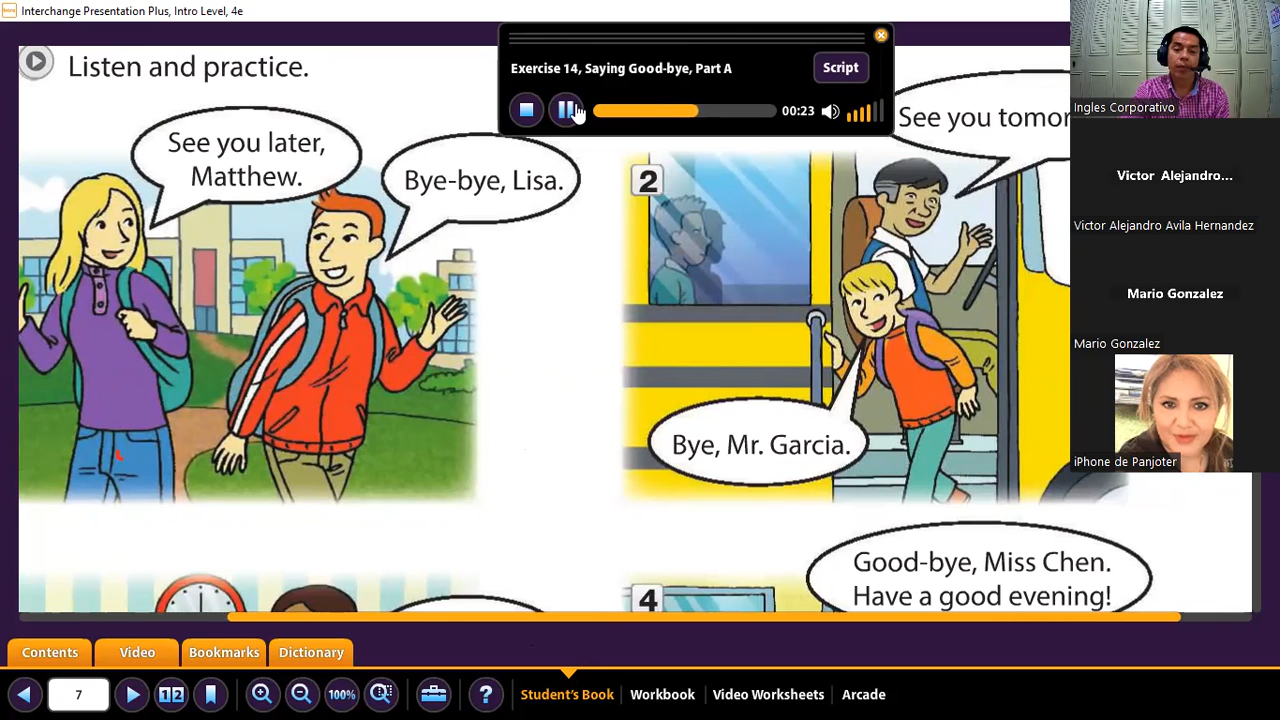 Interchange Presentation Plus, Intro Level, 4e
Listen and practice.
Exercise 14, Saying Good-bye, Part A
Script
00:23
See you later,
Matthew.
Bye-bye, Lisa.
2
See you tomor
Bye, Mr. Garcia.
4
Good-bye, Miss Chen.
Have a good evening!
Ingles Corporativo
Victor Alejandro...
Victor Alejandro Avila Hernandez
Mario Gonzalez
Mario Gonzalez
iPhone de Panjoter
Contents
Video
Bookmarks
Dictionary
7
1 2
100%
?
Student's Book
Workbook
Video Worksheets
Arcade